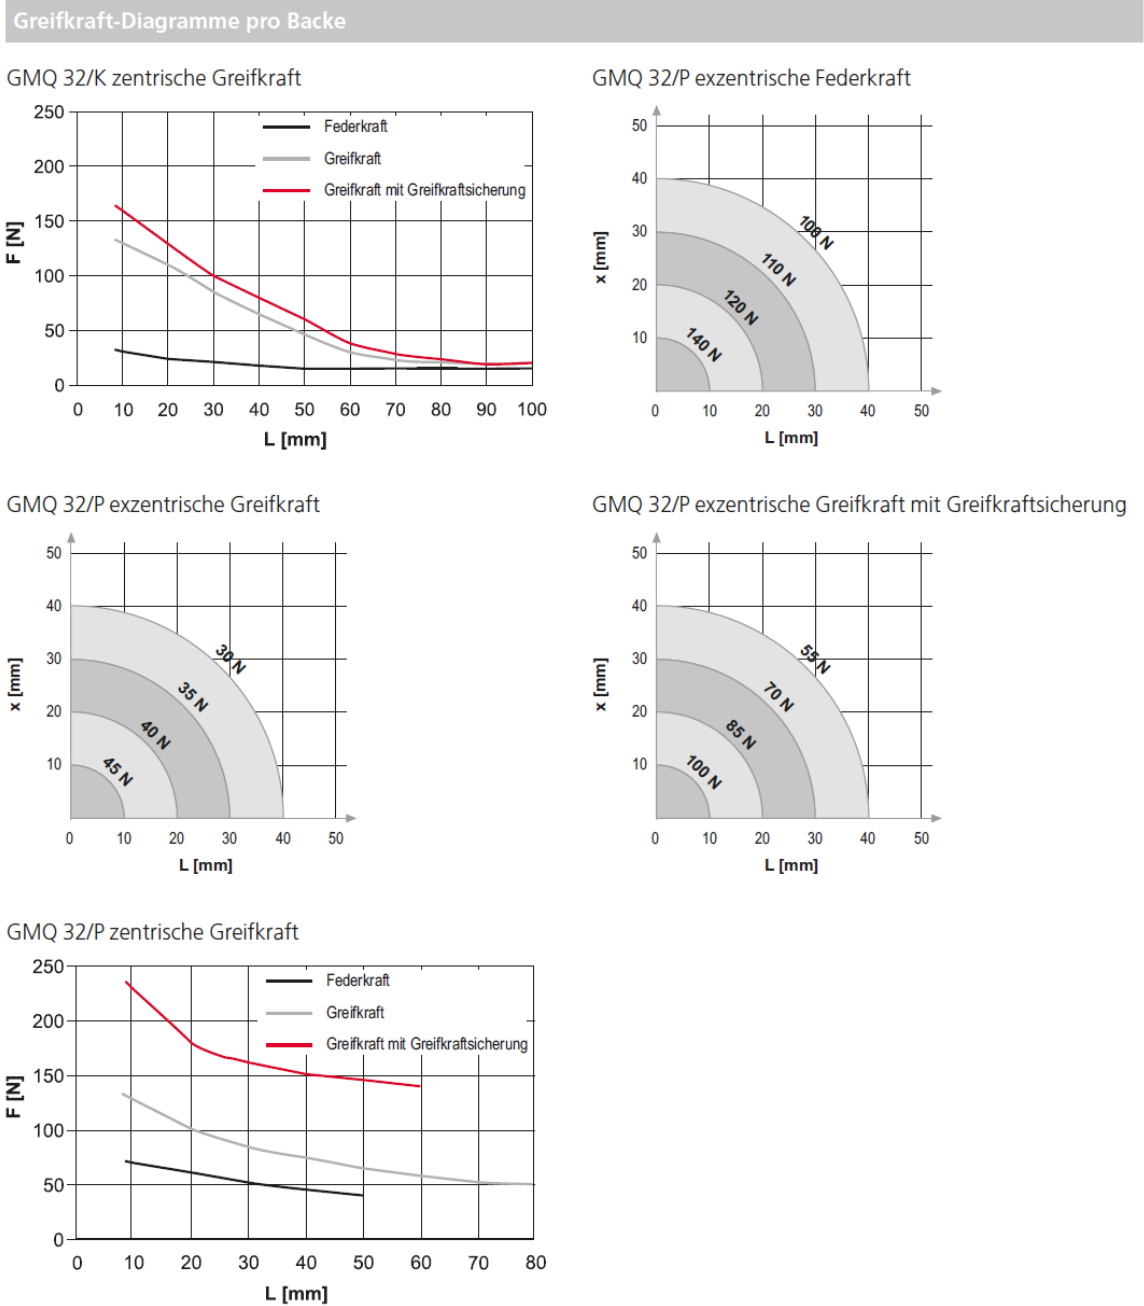 Greifkraft-Diagramme pro Backe
GMQ 32/K zentrische Greifkraft
F [N]
250
200
150
100
50
0
Federkraft
Greifkraft
Greifkraft mit Greifkraftsicherung
0 10 20 30 40 50 60 70 80 90 100
L [mm]
GMQ 32/P exzentrische Federkraft
x [mm]
50
40
30
20
10
100 N
110 N
120 N
140 N
0 10 20 30 40 50
L [mm]
GMQ 32/P exzentrische Greifkraft
x [mm]
50
40
30
20
10
30 N
35 N
40 N
45 N
0 10 20 30 40 50
L [mm]
GMQ 32/P exzentrische Greifkraft mit Greifkraftsicherung
x [mm]
50
40
30
20
10
55 N
70 N
85 N
100 N
0 10 20 30 40 50
L [mm]
GMQ 32/P zentrische Greifkraft
F [N]
250
200
150
100
50
0
Federkraft
Greifkraft
Greifkraft mit Greifkraftsicherung
0 10 20 30 40 50 60 70 80
L [mm]